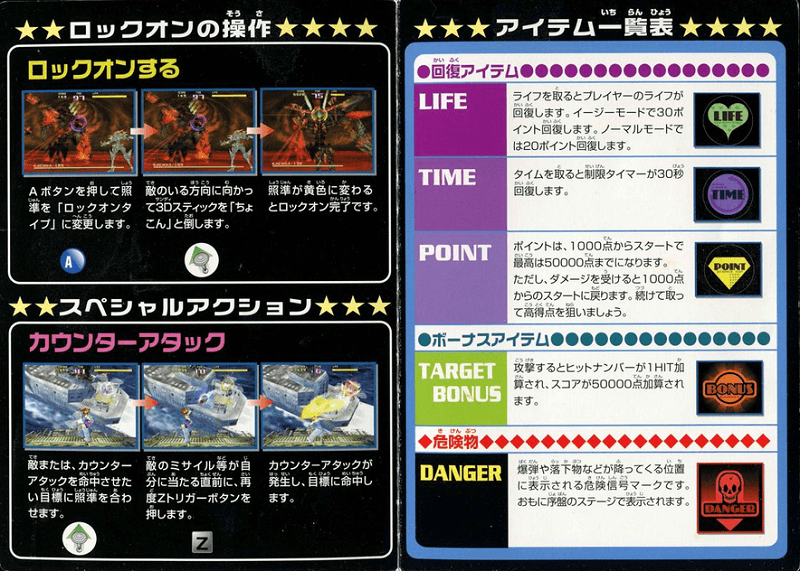 ★★★ロックオンの操作★★★★
そうさ
ロックオンする
Aボタンを押して照
準を「ロックオンタ
イプ」に変更します。
A
敵のいる方向に向かっ
て3Dスティックを「ちょ
こん」と倒します。
照準が黄色に変わる
とロックオン完了です。
★★スペシャルアクション★★★
カウンターアタック
敵または、カウンター
アタックを命中させた
い目標に照準を合わ
せます。
敵のミサイル等が自
分に当たる直前に、再
度Zトリガーボタンを
押します。
Z
カウンターアタックが
発生し、目標に命中し
ます。
★★★★アイテム一覧表★★★★
いちらんひょう
●回復アイテム
かいふく
LIFE
ライフを取るとプレイヤーのライフが
回復します。イージーモードで30ポ
イント回復します。ノーマルモードで
は20ポイント回復します。
LIFE
TIME
タイムを取ると制限タイマーが30秒
回復します。
TIME
POINT
ポイントは、1000点からスタートで
最高は50000点までになります。
ただし、ダメージを受けると1000点
からのスタートに戻ります。続けて取っ
て高得点を狙いましょう。
POINT
●ボーナスアイテム
TARGET
BONUS
攻撃するとヒットナンバーが1HIT加
算され、スコアが50000点加算されま
す。
BONUS
◆危険物
きけんぶつ
DANGER
爆弾や落下物などが降ってくる位置
に表示される危険信号マークです。
おもに序盤のステージで表示されます。
DANGER